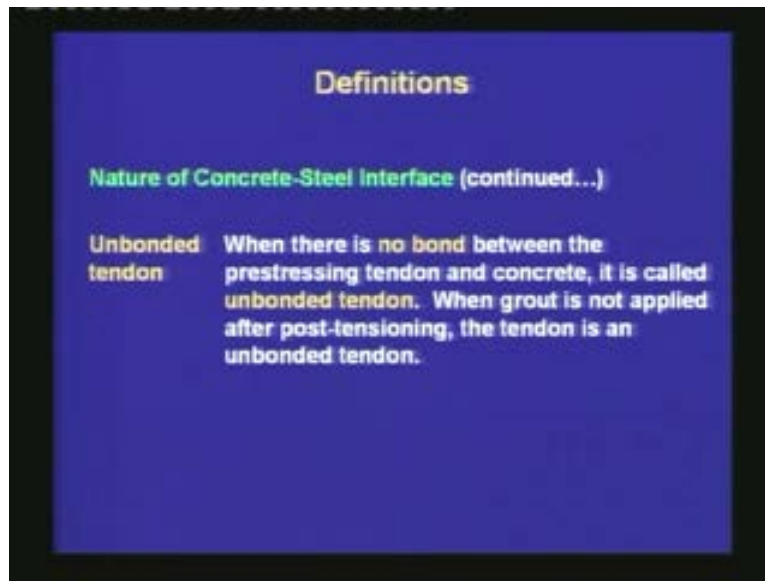 Definitions
Nature of Concrete-Steel Interface (continued...)
Unbonded tendon
When there is no bond between the
prestressing tendon and concrete, it is called
unbonded tendon. When grout is not applied
after post-tensioning, the tendon is an
unbonded tendon.